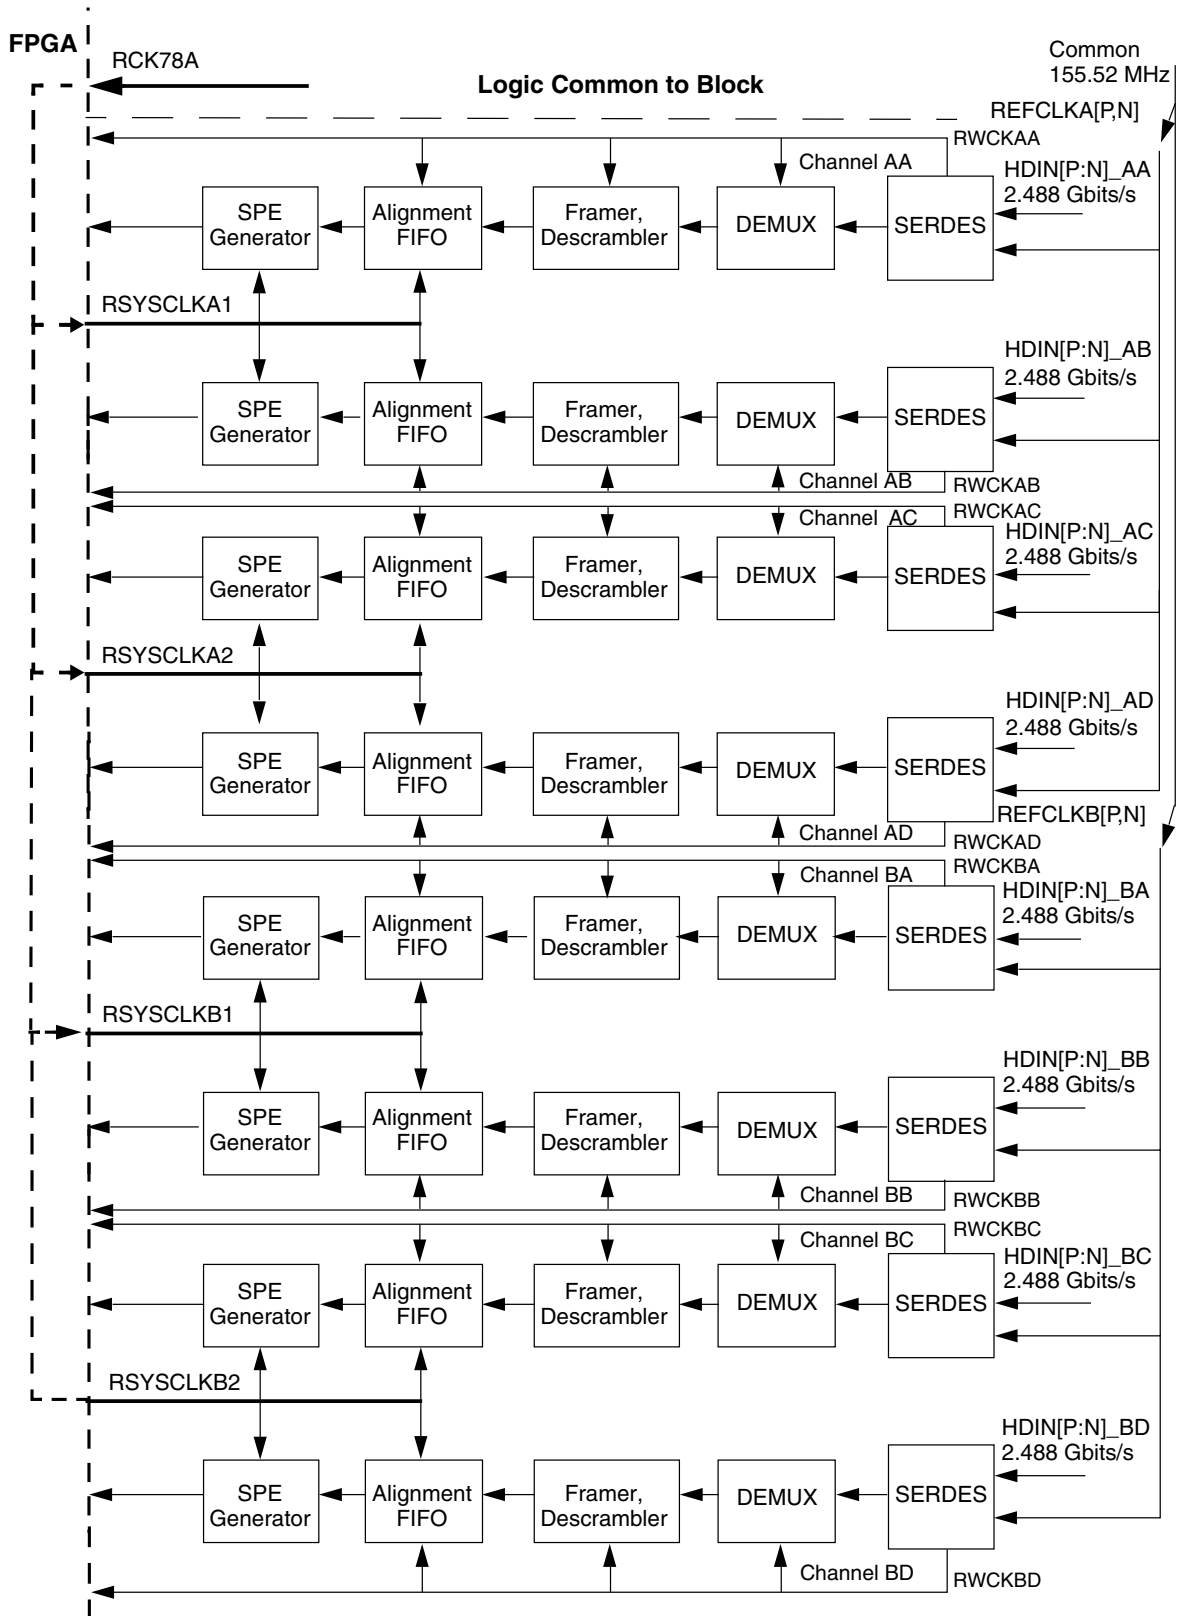 FPGA
RCK78A
Logic Common to Block
Common
155.52 MHz
REFCLKA[P,N]
RWCKAA
Channel AA
HDIN[P:N]_AA
2.488 Gbits/s
SPE
Generator
Alignment
FIFO
Framer,
Descrambler
DEMUX
SERDES
RSYSCLKA1
HDIN[P:N]_AB
2.488 Gbits/s
SPE
Generator
Alignment
FIFO
Framer,
Descrambler
DEMUX
SERDES
Channel AB
RWCKAB
RWCKAC
Channel AC
HDIN[P:N]_AC
2.488 Gbits/s
SPE
Generator
Alignment
FIFO
Framer,
Descrambler
DEMUX
SERDES
RSYSCLKA2
HDIN[P:N]_AD
2.488 Gbits/s
SPE
Generator
Alignment
FIFO
Framer,
Descrambler
DEMUX
SERDES
REFCLKB[P,N]
Channel AD
RWCKAD
RWCKBA
Channel BA
HDIN[P:N]_BA
2.488 Gbits/s
SPE
Generator
Alignment
FIFO
Framer,
Descrambler
DEMUX
SERDES
RSYSCLKB1
HDIN[P:N]_BB
2.488 Gbits/s
SPE
Generator
Alignment
FIFO
Framer,
Descrambler
DEMUX
SERDES
Channel BB
RWCKBB
RWCKBC
Channel BC
HDIN[P:N]_BC
2.488 Gbits/s
SPE
Generator
Alignment
FIFO
Framer,
Descrambler
DEMUX
SERDES
RSYSCLKB2
HDIN[P:N]_BD
2.488 Gbits/s
SPE
Generator
Alignment
FIFO
Framer,
Descrambler
DEMUX
SERDES
Channel BD
RWCKBD